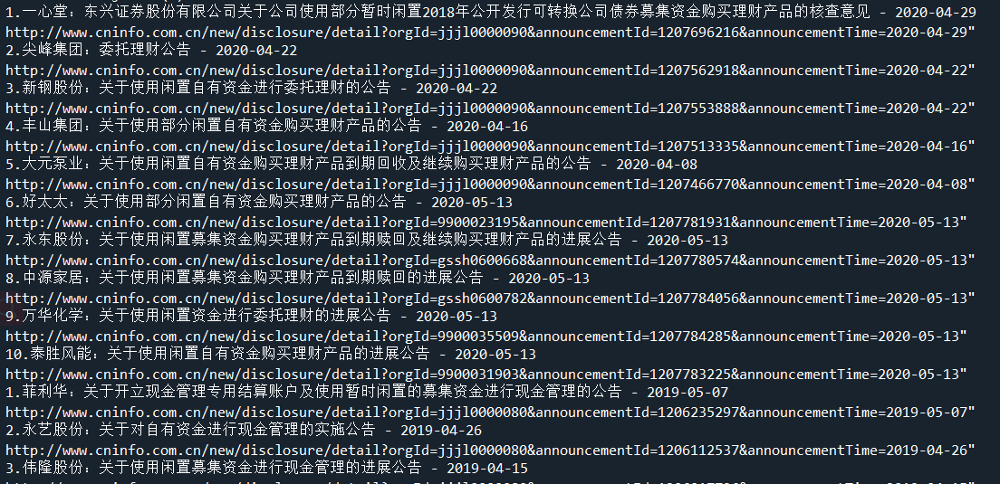 1.一心堂：东兴证券股份有限公司关于公司使用部分暂时闲置2018年公开发行可转换公司债券募集资金购买理财产品的核查意见 - 2020-04-29
http://www.cninfo.com.cn/new/disclosure/detail?orgId=jjjl0000090&announcementId=1207696216&announcementTime=2020-04-29"
2.尖峰集团：委托理财公告 - 2020-04-22
http://www.cninfo.com.cn/new/disclosure/detail?orgId=jjjl0000090&announcementId=1207562918&announcementTime=2020-04-22"
3.新钢股份：关于使用闲置自有资金进行委托理财的公告 - 2020-04-22
http://www.cninfo.com.cn/new/disclosure/detail?orgId=jjjl0000090&announcementId=1207553888&announcementTime=2020-04-22"
4.丰山集团：关于使用部分闲置自有资金购买理财产品的公告 - 2020-04-16
http://www.cninfo.com.cn/new/disclosure/detail?orgId=jjjl0000090&announcementId=1207513335&announcementTime=2020-04-16"
5.大元泵业：关于使用闲置自有资金购买理财产品到期回收及继续购买理财产品的公告 - 2020-04-08
http://www.cninfo.com.cn/new/disclosure/detail?orgId=jjjl0000090&announcementId=1207466770&announcementTime=2020-04-08"
6.好太太：关于使用部分闲置自有资金购买理财产品的公告 - 2020-05-13
http://www.cninfo.com.cn/new/disclosure/detail?orgId=9900023195&announcementId=1207781931&announcementTime=2020-05-13"
7.永东股份：关于使用闲置募集资金购买理财产品到期赎回及继续购买理财产品的进展公告 - 2020-05-13
http://www.cninfo.com.cn/new/disclosure/detail?orgId=gssh0600668&announcementId=1207780574&announcementTime=2020-05-13"
8.中源家居：关于使用闲置募集资金购买理财产品到期赎回的进展公告 - 2020-05-13
http://www.cninfo.com.cn/new/disclosure/detail?orgId=gssh0600782&announcementId=1207784056&announcementTime=2020-05-13"
9.万华化学：关于使用闲置资金进行委托理财的进展公告 - 2020-05-13
http://www.cninfo.com.cn/new/disclosure/detail?orgId=9900035509&announcementId=1207784285&announcementTime=2020-05-13"
10.泰胜风能：关于使用闲置自有资金购买理财产品的进展公告 - 2020-05-13
http://www.cninfo.com.cn/new/disclosure/detail?orgId=9900031903&announcementId=1207783225&announcementTime=2020-05-13"
1.菲利华：关于开立现金管理专用结算账户及使用暂时闲置的募集资金进行现金管理的公告 - 2019-05-07
http://www.cninfo.com.cn/new/disclosure/detail?orgId=jjjl0000080&announcementId=1206235297&announcementTime=2019-05-07"
2.永艺股份：关于对自有资金进行现金管理的实施公告 - 2019-04-26
http://www.cninfo.com.cn/new/disclosure/detail?orgId=jjjl0000080&announcementId=1206112537&announcementTime=2019-04-26"
3.伟隆股份：关于使用闲置募集资金进行现金管理的进展公告 - 2019-04-15